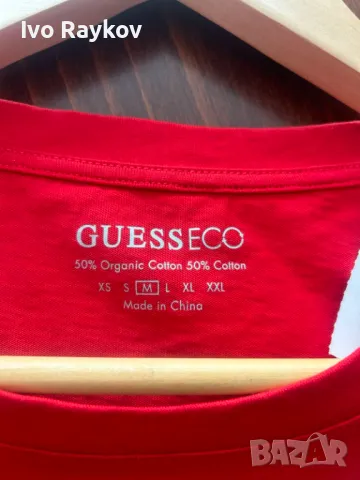 Ivo Raykov
GUESSECO
50% Organic Cotton 50% Cotton
XS S M L XL XXL
Made in China
BAZAR